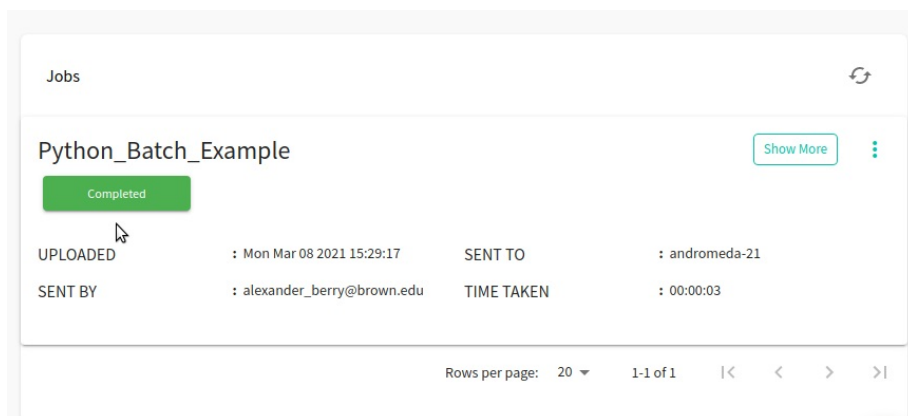 Jobs
Python_Batch_Example
Show More
Completed
UPLOADED : Mon Mar 08 2021 15:29:17 SENT TO : andromeda-21
SENT BY : alexander_berry@brown.edu TIME TAKEN : 00:00:03
Rows per page: 20 1-1 of 1